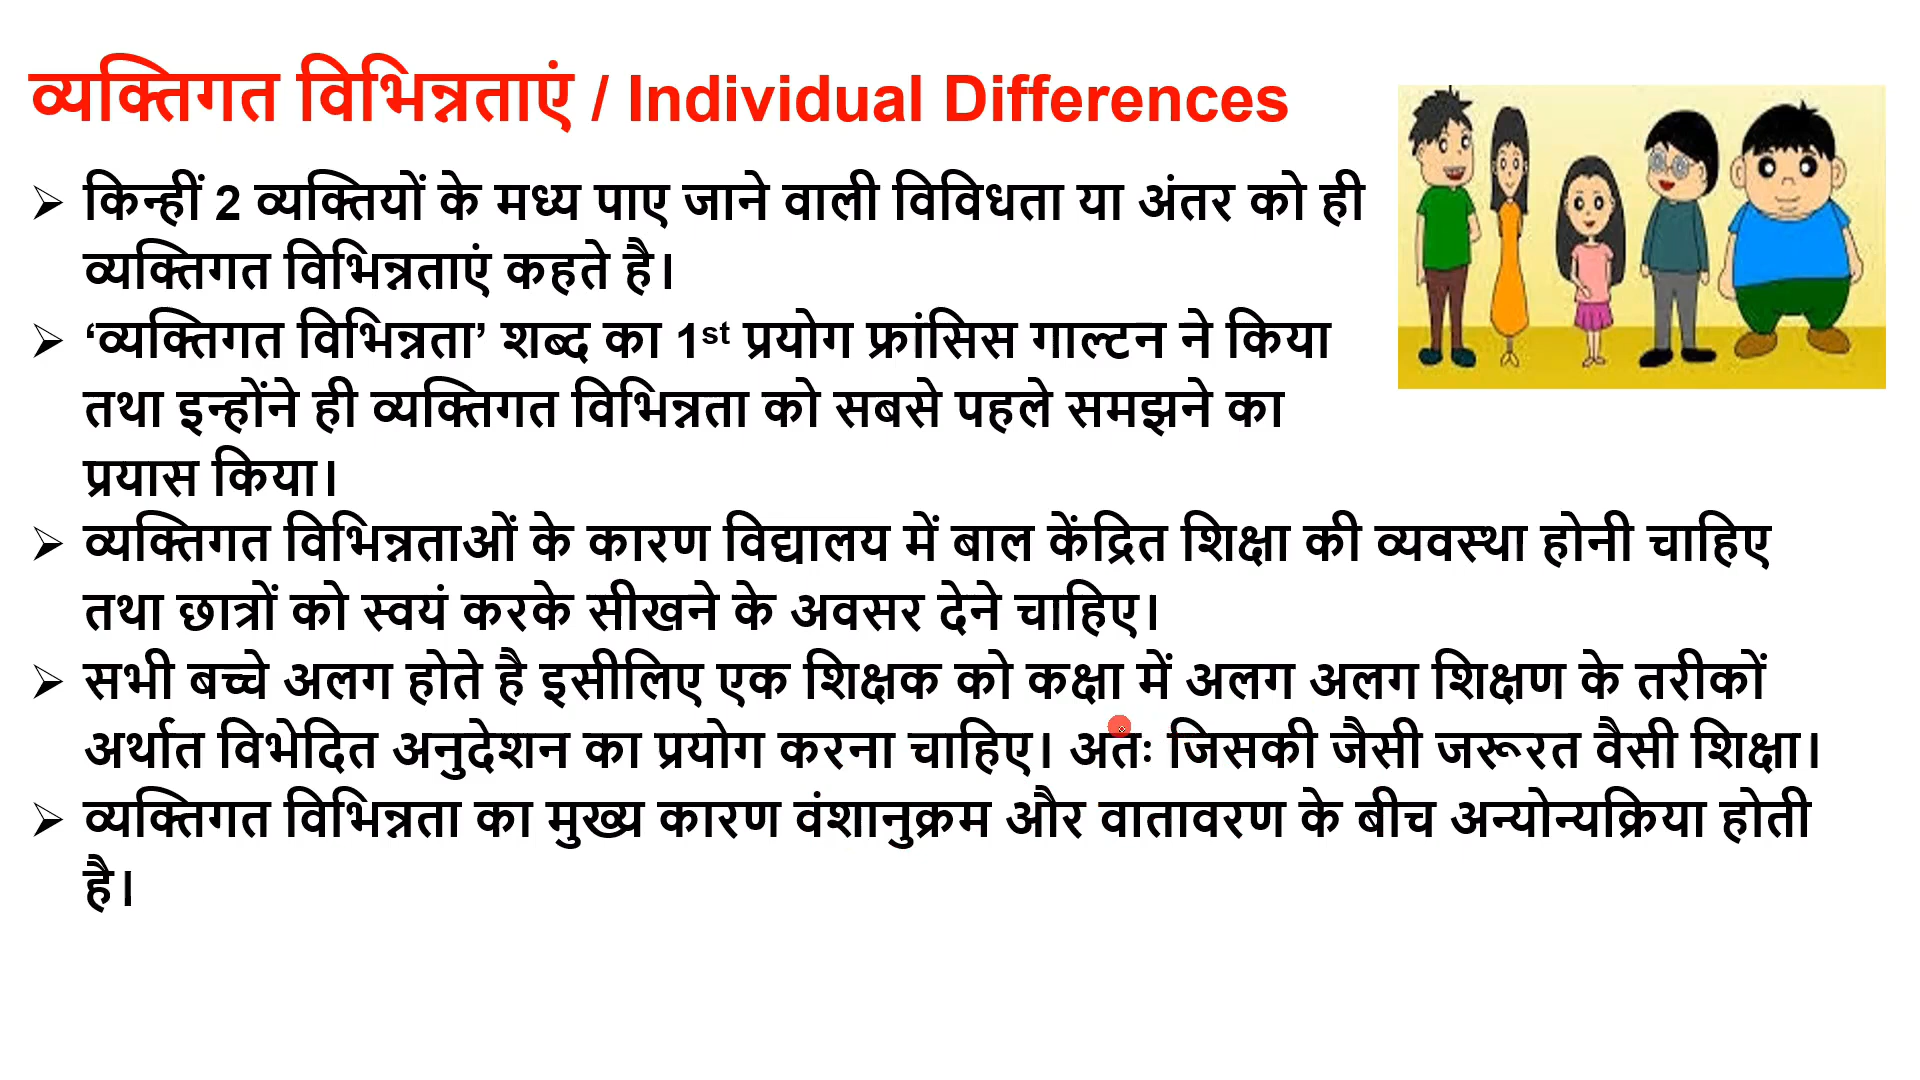 व्यक्तिगत विभिन्नताएं / Individual Differences
➢ किन्हीं 2 व्यक्तियों के मध्य पाए जाने वाली विविधता या अंतर को ही
व्यक्तिगत विभिन्नताएं कहते है।
➢ ‘व्यक्तिगत विभिन्नता’ शब्द का 1st प्रयोग फ्रांसिस गाल्टन ने किया
तथा इन्होंने ही व्यक्तिगत विभिन्नता को सबसे पहले समझने का
प्रयास किया।
➢ व्यक्तिगत विभिन्नताओं के कारण विद्यालय में बाल केंद्रित शिक्षा की व्यवस्था होनी चाहिए
तथा छात्रों को स्वयं करके सीखने के अवसर देने चाहिए।
➢ सभी बच्चे अलग होते है इसीलिए एक शिक्षक को कक्षा में अलग अलग शिक्षण के तरीकों
अर्थात विभेदित अनुदेशन का प्रयोग करना चाहिए। अतः जिसकी जैसी जरूरत वैसी शिक्षा।
➢ व्यक्तिगत विभिन्नता का मुख्य कारण वंशानुक्रम और वातावरण के बीच अन्योन्यक्रिया होती
है।